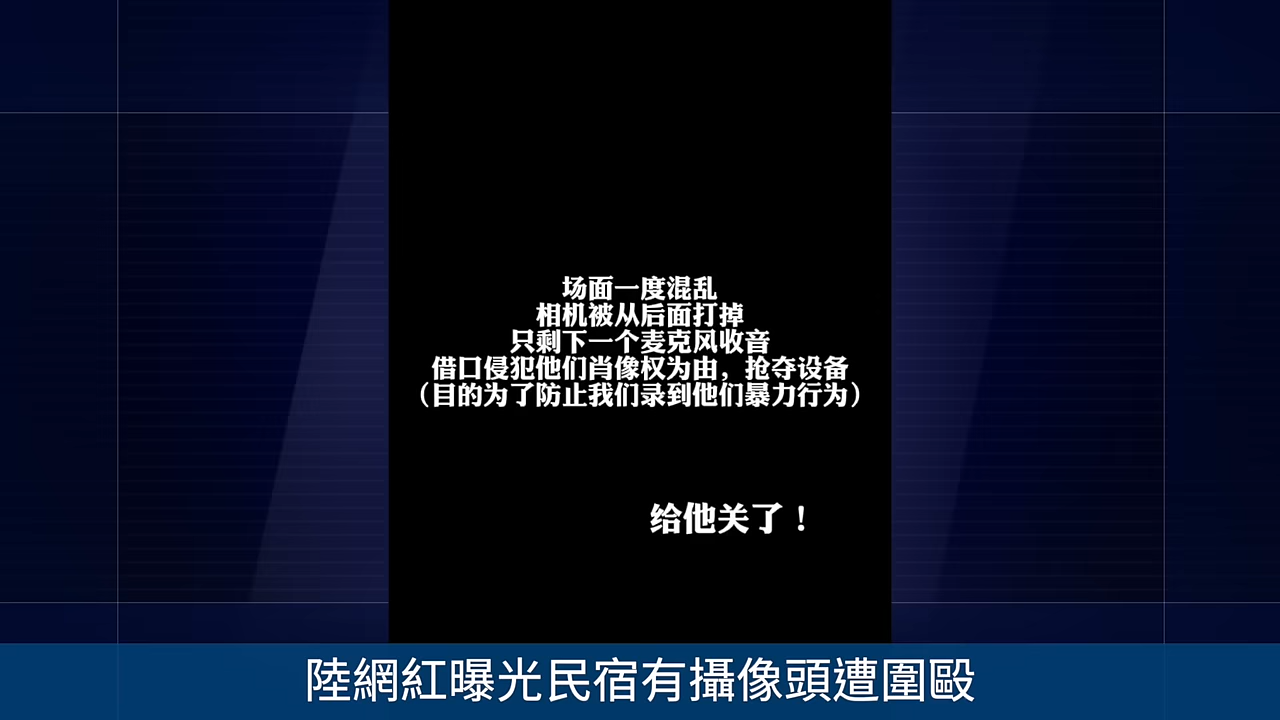 场面一度混乱
相机被从后面打掉
只剩下一个麦克风收音
借口侵犯他们肖像权为由，抢夺设备
（目的为了防止我们录到他们暴力行为）
给他关了！
陸網紅曝光民宿有攝像頭遭圍毆